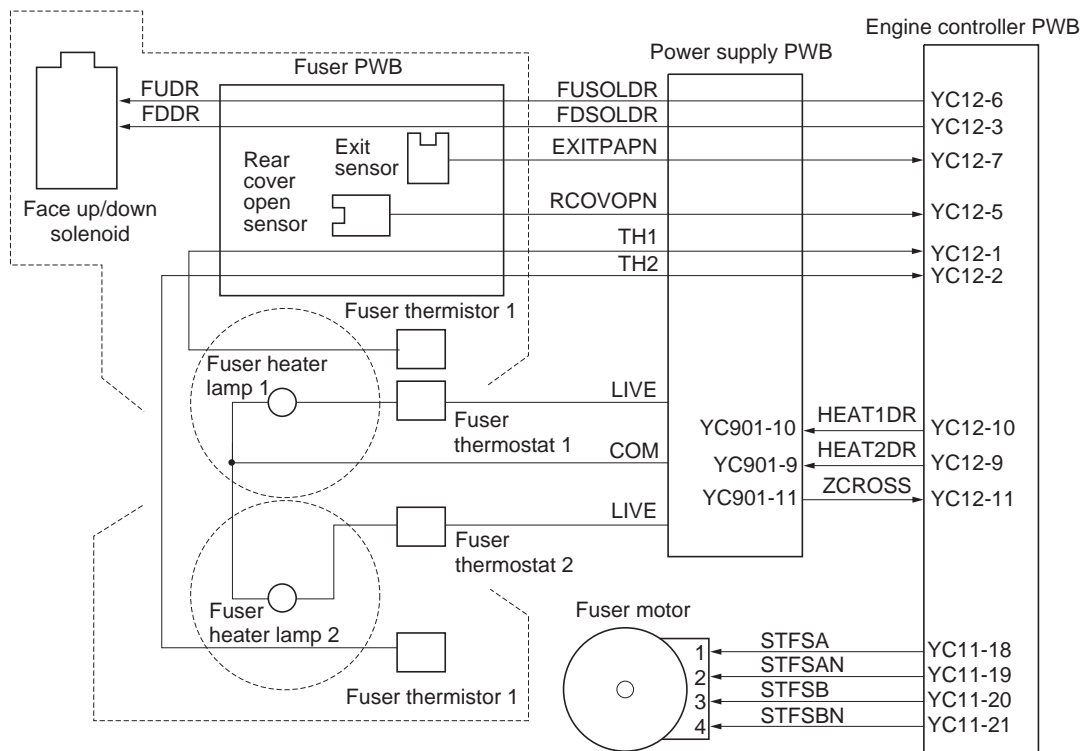 Engine controller PWB
Power supply PWB
Fuser PWB
FUDR
FUSOLDR
YC12-6
FDDR
FDSOLDR
YC12-3
Exit
sensor
EXITPAPN
YC12-7
Rear
cover
open
sensor
RCOVOPN
YC12-5
Face up/down
solenoid
TH1
YC12-1
TH2
YC12-2
Fuser thermistor 1
Fuser heater
lamp 1
LIVE
Fuser
thermostat 1
YC901-10
HEAT1DR
YC12-10
COM
YC901-9
HEAT2DR
YC12-9
YC901-11
ZCROSS
YC12-11
LIVE
Fuser
thermostat 2
Fuser
heater lamp 2
Fuser motor
Fuser thermistor 1
1
STFSA
YC11-18
2
STFSAN
YC11-19
3
STFSB
YC11-20
4
STFSBN
YC11-21